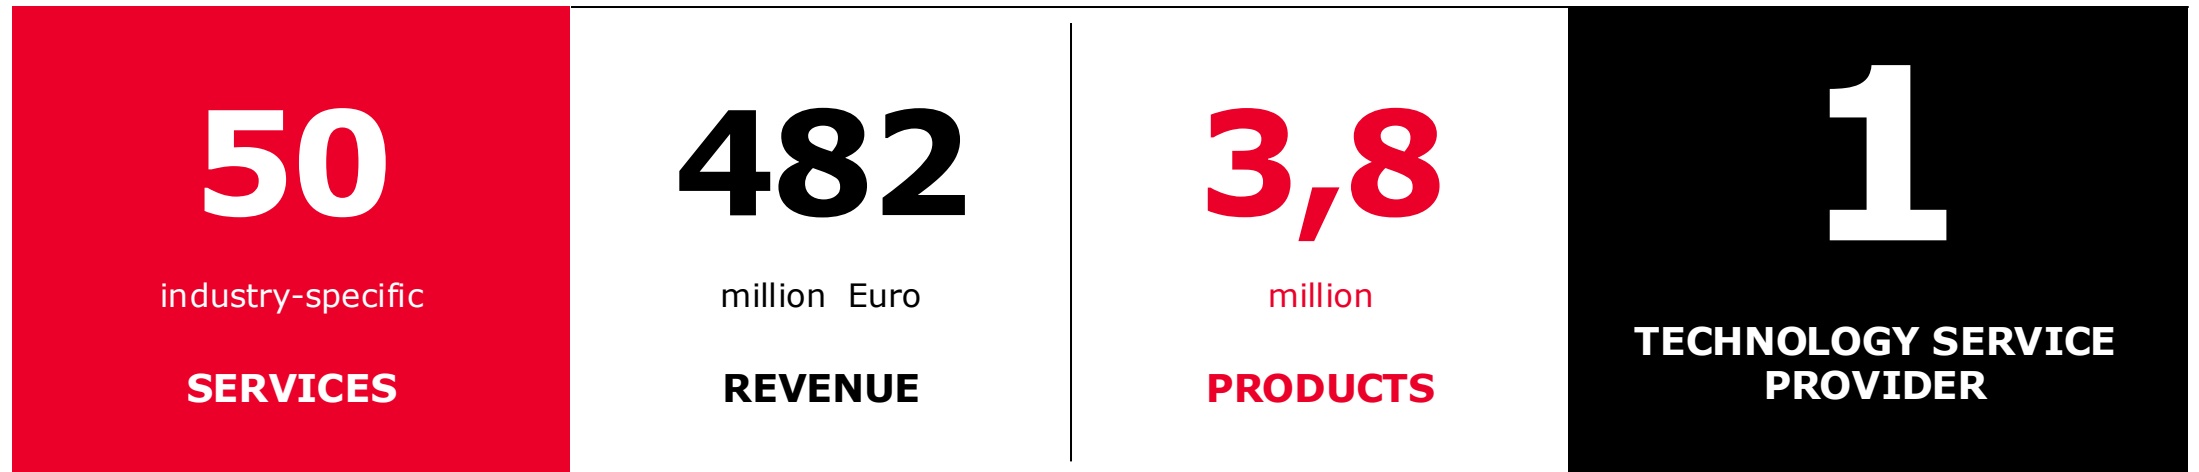 50
industry-specific
SERVICES
482
million Euro
REVENUE
3,8
million
PRODUCTS
1
TECHNOLOGY SERVICE
PROVIDER